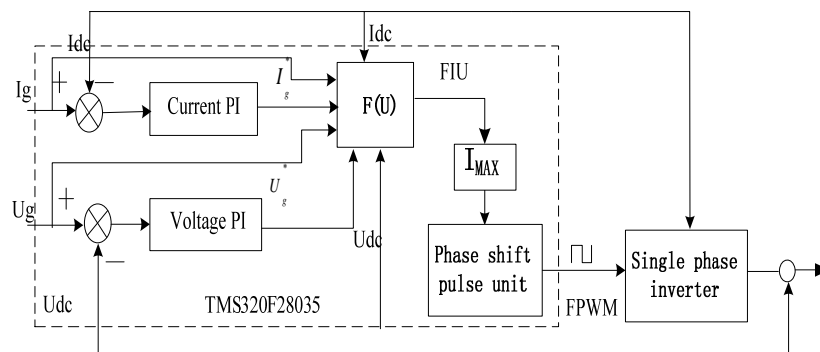 Idc
Idc
+
−
I*g
FIU
Ig
Current PI
F(U)
IMAX
+
U*g
Ug
Voltage PI
−
Udc
Phase shift
pulse unit
Single phase
inverter
Udc
TMS320F28035
FPWM